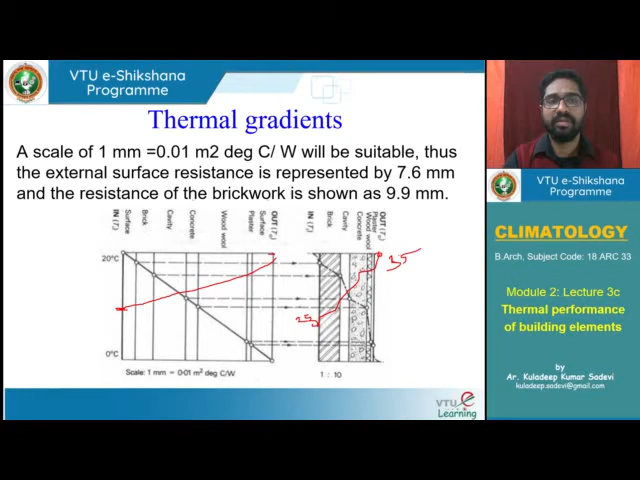 VTU e-Shikshana
Programme
Thermal gradients
A scale of 1 mm =0.01 m2 deg C/ W will be suitable, thus
the external surface resistance is represented by 7.6 mm
and the resistance of the brickwork is shown as 9.9 mm.
IN (Ti)
Surface
Brick
Cavity
Concrete
Wood wool
Plaster
Surface
OUT (To)
IN (Ti)
Brick
Cavity
Concrete
Wood wool
Plaster
OUT (To)
20°C
0°C
35
25
Scale: 1 mm = 0·01 m² deg C/W
1 : 10
VTU e
Learning
VTU e-Shikshana
Programme
CLIMATOLOGY
B.Arch, Subject Code: 18 ARC 33
Module 2: Lecture 3c
Thermal performance
of building elements
by
Ar. Kuladeep Kumar Sadevi
kuladeep.sadevi@gmail.com